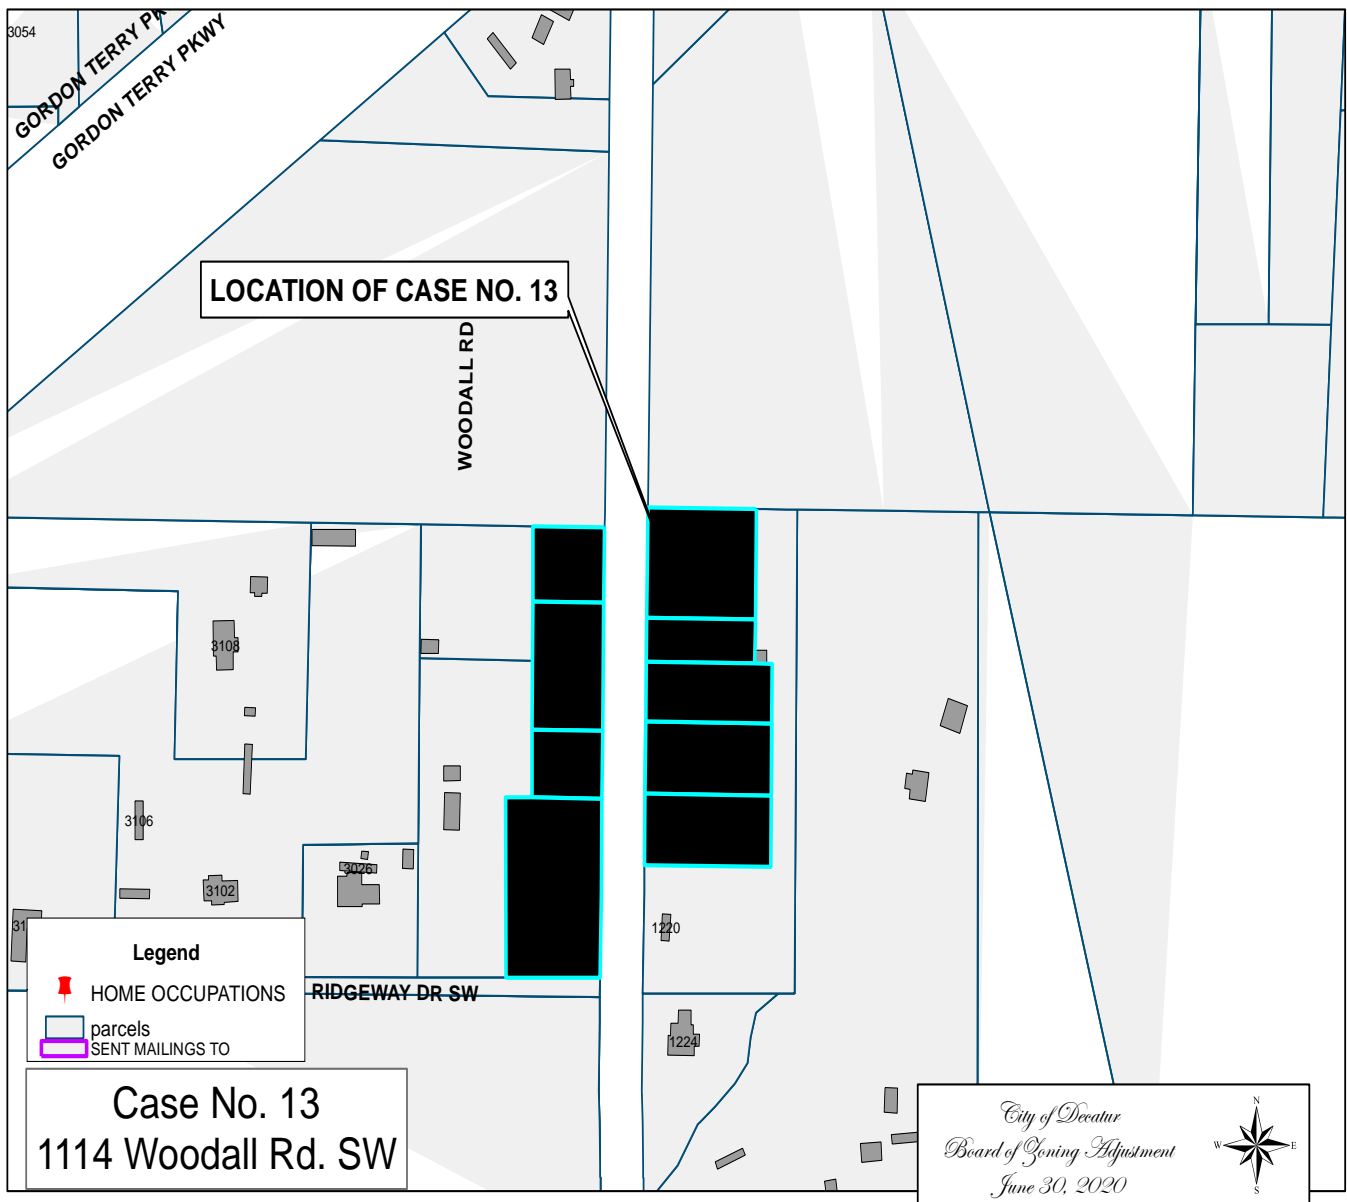 3054
GORDON TERRY PK
GORDON TERRY PKWY
LOCATION OF CASE NO. 13
WOODALL RD
3108
3106
3026
3102
31
1220
Legend
HOME OCCUPATIONS
RIDGEWAY DR SW
parcels
SENT MAILINGS TO
1224
Case No. 13
1114 Woodall Rd. SW
City of Decatur
Board of Zoning Adjustment
June 30, 2020
N
W E
S